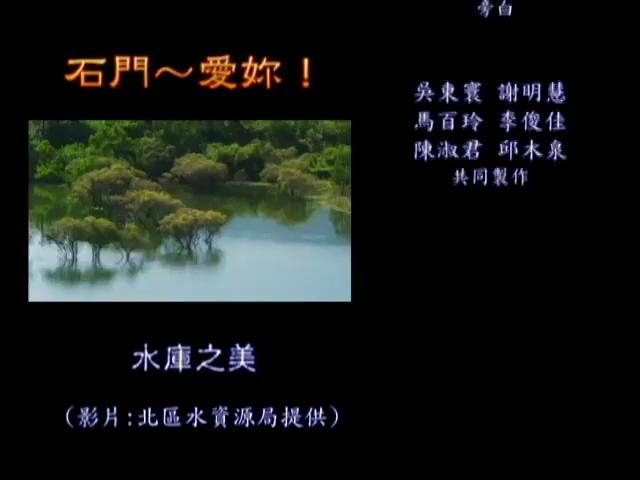 旁白
石門～愛妳！
吳東寰 謝明慧
馬百玲 李俊佳
陳淑君 邱木泉
共同製作
水庫之美
（影片:北區水資源局提供）